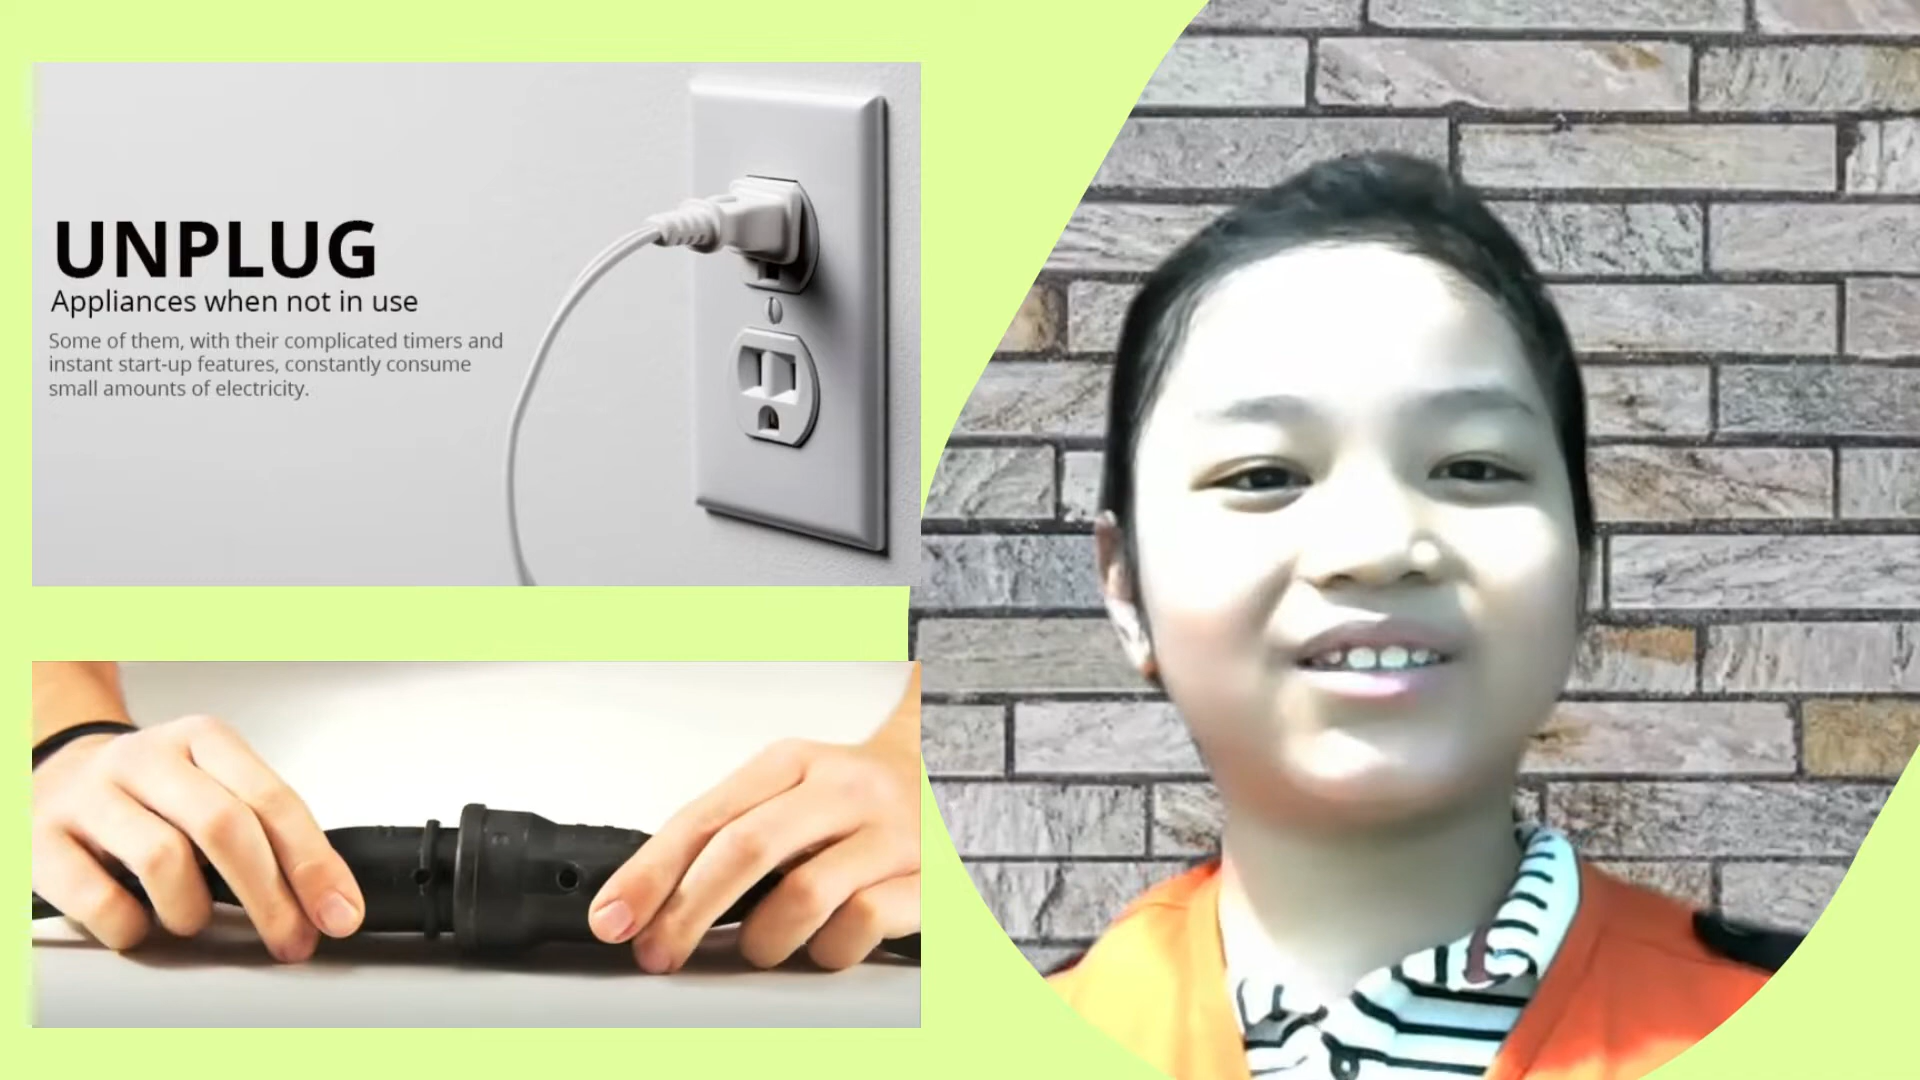 UNPLUG
Appliances when not in use
Some of them, with their complicated timers and
instant start-up features, constantly consume
small amounts of electricity.